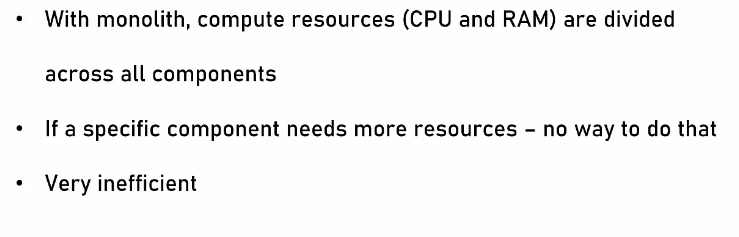 • With monolith, compute resources (CPU and RAM) are divided
across all components
• If a specific component needs more resources – no way to do that
• Very inefficient